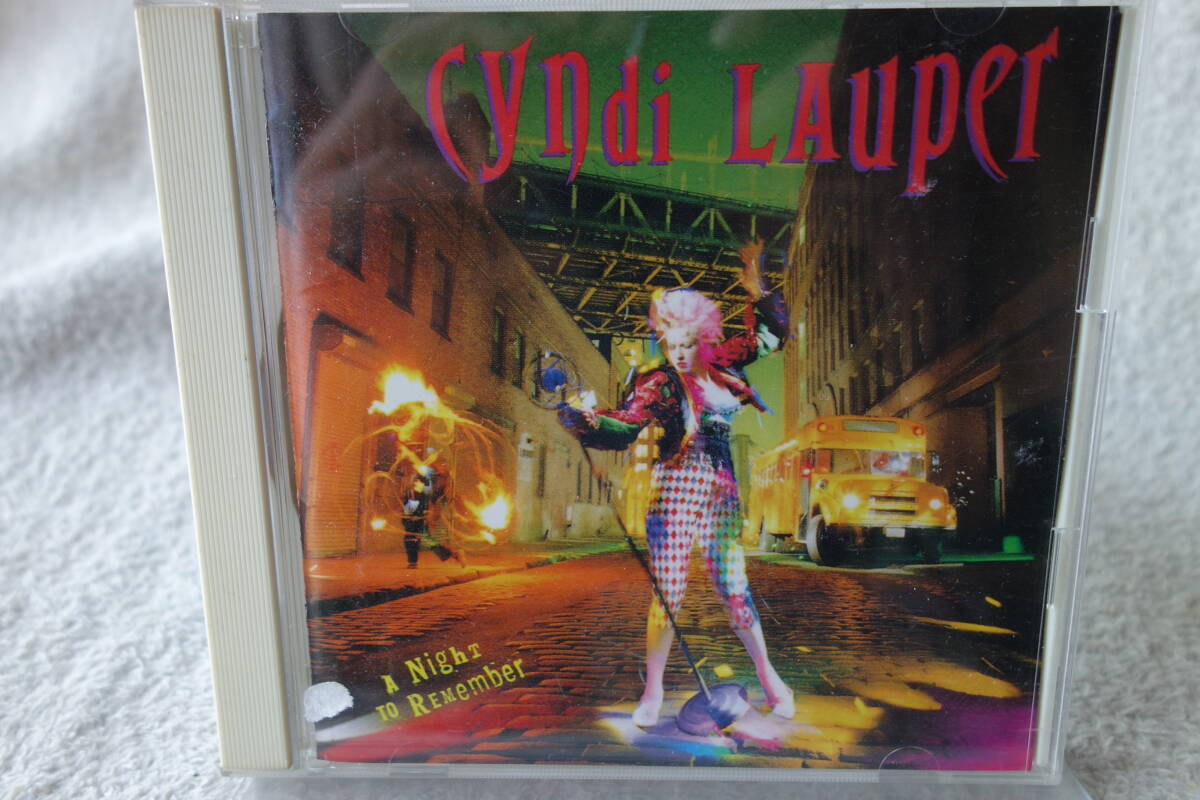 Cyndi Lauper
A Night
to Remember